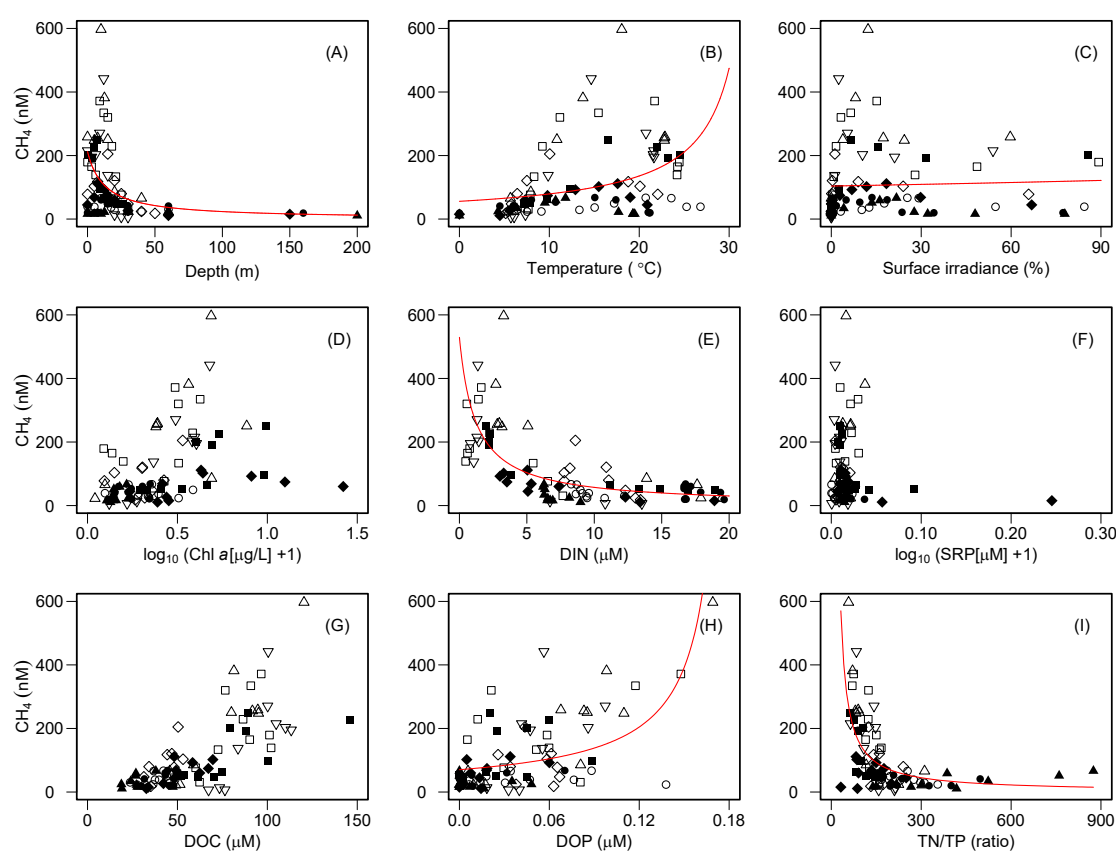 (A)
CH₄ (nM)
0
200
400
600
0
50
100
150
200
Depth (m)
(B)
0
10
20
30
Temperature ( °C)
(C)
0
30
60
90
Surface irradiance (%)
(D)
CH₄ (nM)
0
200
400
600
0.0
0.5
1.0
1.5
log₁₀ (Chl a[μg/L] +1)
(E)
0
5
10
15
20
DIN (μM)
(F)
0.00
0.10
0.20
0.30
log₁₀ (SRP[μM] +1)
(G)
CH₄ (nM)
0
200
400
600
0
50
100
150
DOC (μM)
(H)
0.0
0.06
0.12
0.18
DOP (μM)
(I)
0
300
600
900
TN/TP (ratio)